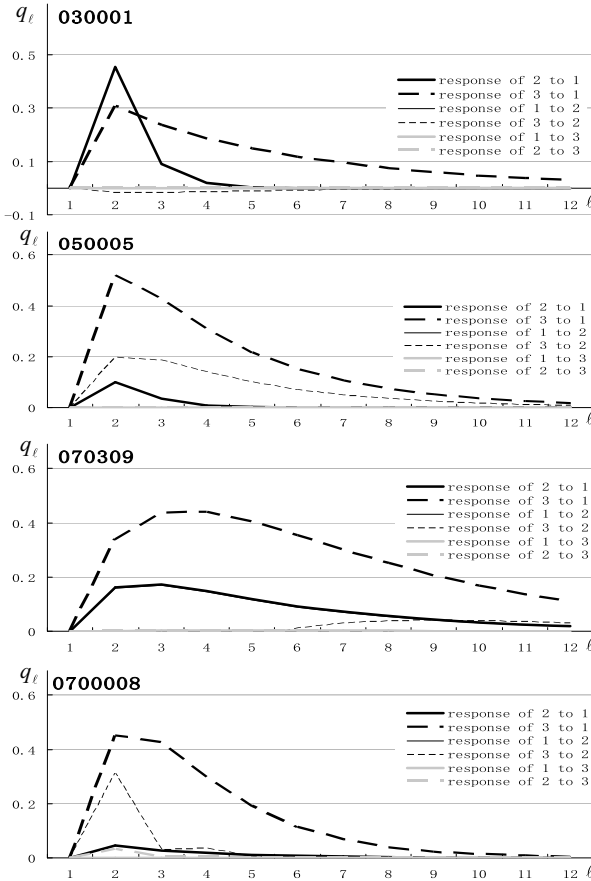 qℓ 030001
0.5
response of 2 to 1
response of 3 to 1
0.3
response of 1 to 2
response of 3 to 2
response of 1 to 3
0.1
response of 2 to 3
-0.1
1 2 3 4 5 6 7 8 9 10 11 12 ℓ
qℓ 050005
0.6
0.4
response of 2 to 1
response of 3 to 1
response of 1 to 2
response of 3 to 2
0.2
response of 1 to 3
response of 2 to 3
0
1 2 3 4 5 6 7 8 9 10 11 12 ℓ
qℓ 070309
0.6
response of 2 to 1
response of 3 to 1
response of 1 to 2
0.4
response of 3 to 2
response of 1 to 3
response of 2 to 3
0.2
0
1 2 3 4 5 6 7 8 9 10 11 12 ℓ
qℓ 0700008
0.6
response of 2 to 1
response of 3 to 1
response of 1 to 2
0.4
response of 3 to 2
response of 1 to 3
response of 2 to 3
0.2
0
1 2 3 4 5 6 7 8 9 10 11 12 ℓ